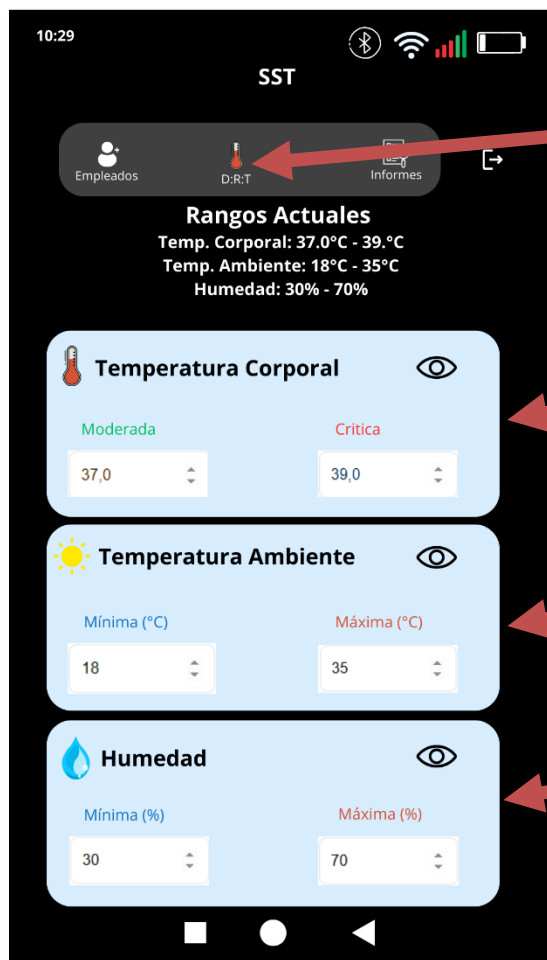 10:29
SST
Empleados
D:R:T
Informes
Rangos Actuales
Temp. Corporal: 37.0°C - 39.°C
Temp. Ambiente: 18°C - 35°C
Humedad: 30% - 70%
Temperatura Corporal
Moderada Critica
37,0 39,0
Temperatura Ambiente
Mínima (°C) Máxima (°C)
18 35
Humedad
Mínima (%) Máxima (%)
30 70